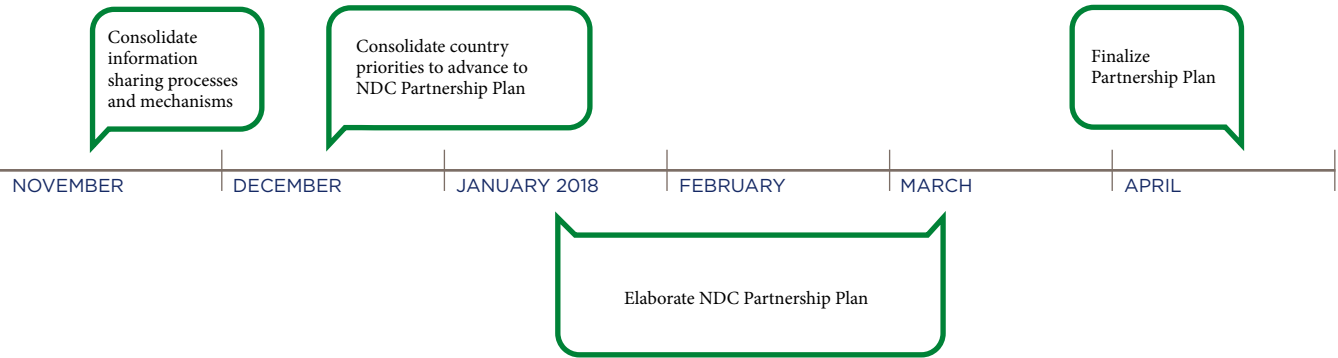 Consolidate
information
sharing processes
and mechanisms
Consolidate country
priorities to advance to
NDC Partnership Plan
Finalize
Partnership Plan
NOVEMBER
DECEMBER
JANUARY 2018
FEBRUARY
MARCH
APRIL
Elaborate NDC Partnership Plan